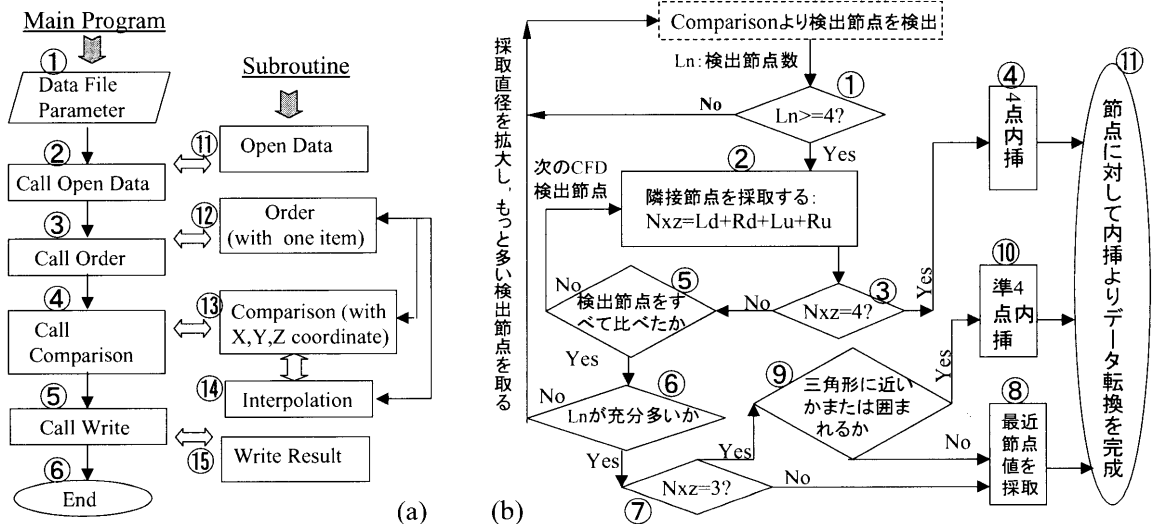 Main Program
①
Data File
Parameter
②
Call Open Data
③
Call Order
④
Call
Comparison
⑤
Call Write
⑥
End
Subroutine
⑪
Open Data
⑫
Order
(with one item)
⑬
Comparison (with
X,Y,Z coordinate)
⑭
Interpolation
⑮
Write Result
(a)
採取直径を拡大し、もっと多い検出節点を取る
Comparisonより検出節点を検出
Ln:検出節点数
①
Ln>=4?
No
Yes
②
隣接節点を採取する:
Nxz=Ld+Rd+Lu+Ru
次のCFD
検出節点
③
Nxz=4?
No
Yes
④
4点内挿
⑤
検出節点をす
べて比べたか
No
Yes
⑥
Lnが充分多いか
No
Yes
⑦
Nxz=3?
Yes
No
⑨
三角形に近い
かまたは囲ま
れるか
Yes
No
⑩
準4
点内
挿
⑧
最近
節点
値を
採取
⑪
節点に対して内挿よりデータ転換を完成
(b)